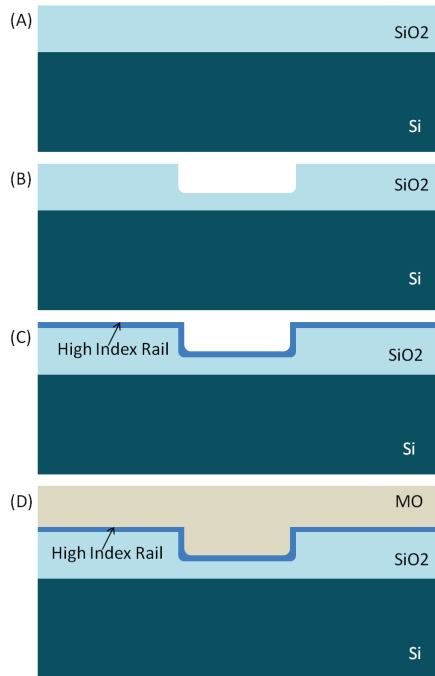 (A)
SiO2
Si
(B)
SiO2
Si
(C)
High Index Rail
SiO2
Si
(D)
MO
High Index Rail
SiO2
Si